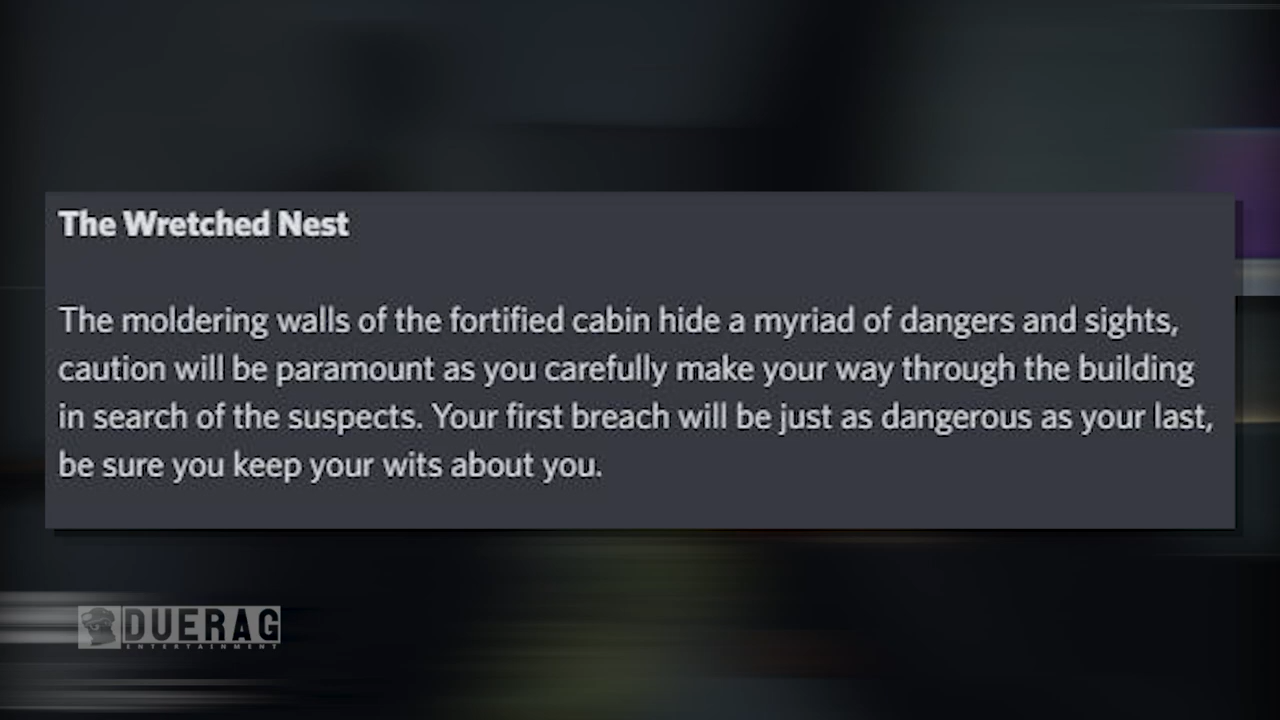 The Wretched Nest
The moldering walls of the fortified cabin hide a myriad of dangers and sights,
caution will be paramount as you carefully make your way through the building
in search of the suspects. Your first breach will be just as dangerous as your last,
be sure you keep your wits about you.
DUERAG
ENTERTAINMENT